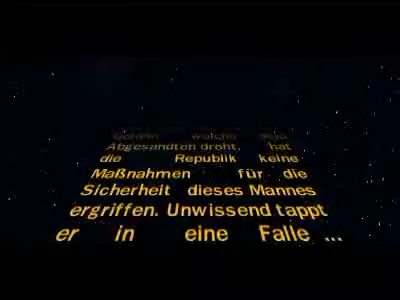 welche
Abgesandten droht, hat
die Republik keine
Maßnahmen für die
Sicherheit dieses Mannes
ergriffen. Unwissend tappt
er in eine Falle ...